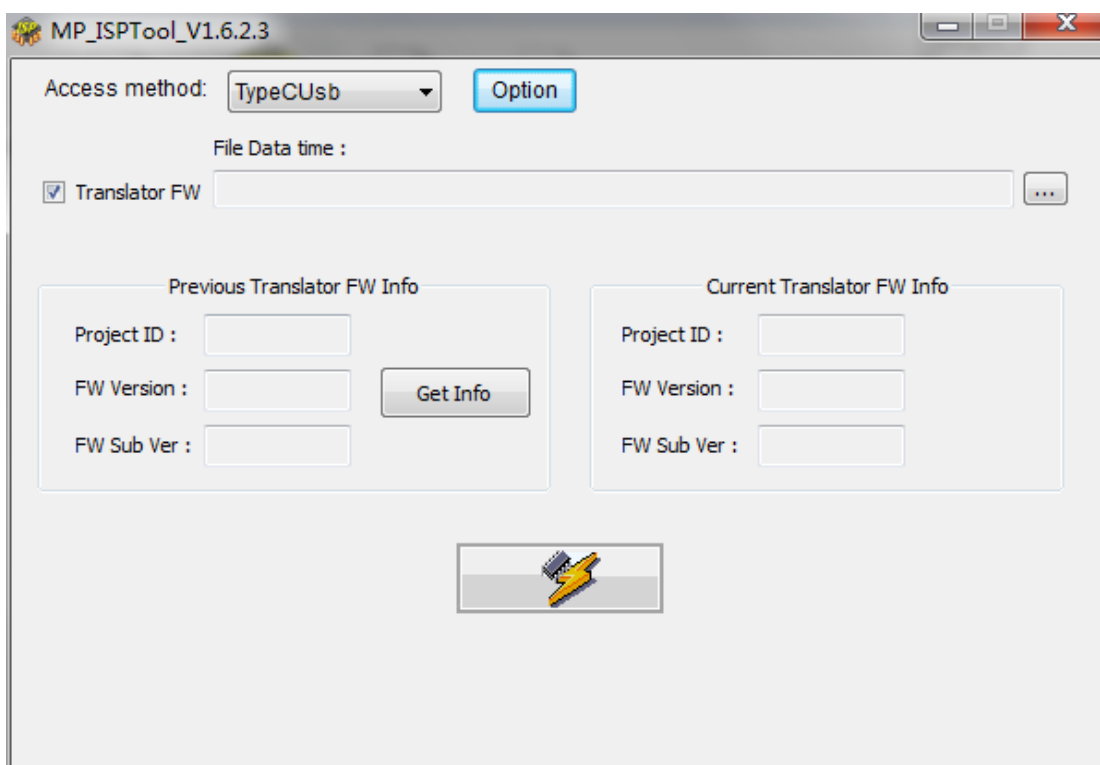 MP_ISPTool_V1.6.2.3
Access method: TypeCUsb Option
File Data time :
Translator FW ...
Previous Translator FW Info
Project ID :
FW Version : Get Info
FW Sub Ver :
Current Translator FW Info
Project ID :
FW Version :
FW Sub Ver :